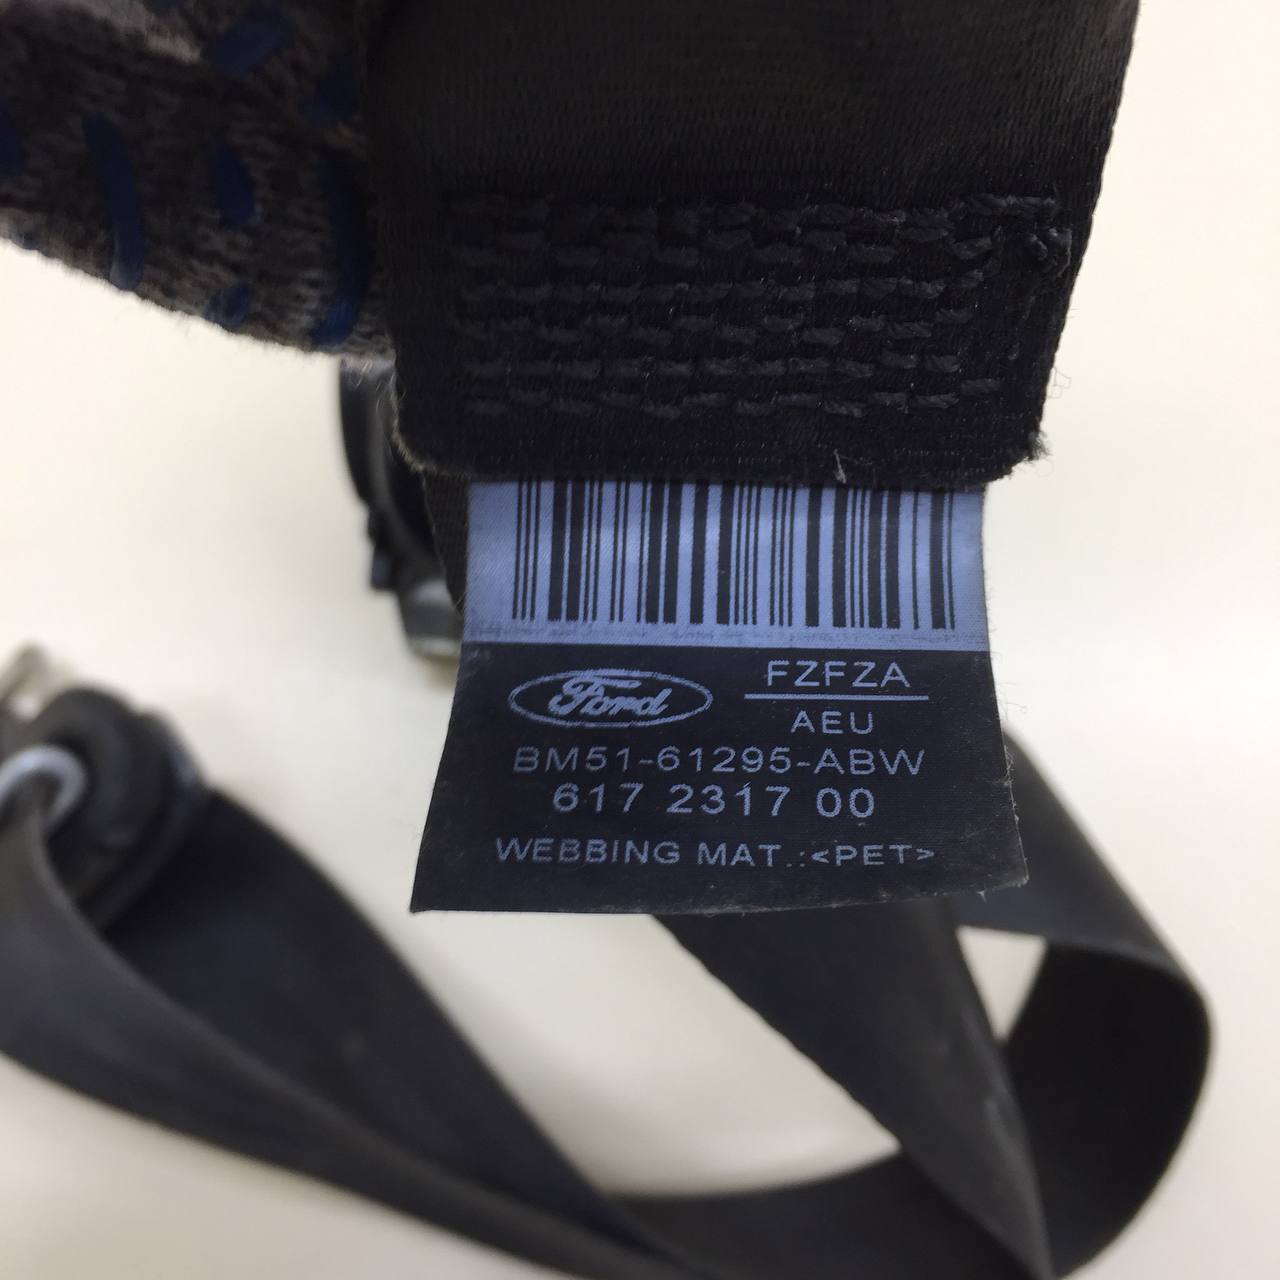 Ford
FZFZA
AEU
BM51-61295-ABW
617 2317 00
WEBBING MAT.:<PET>